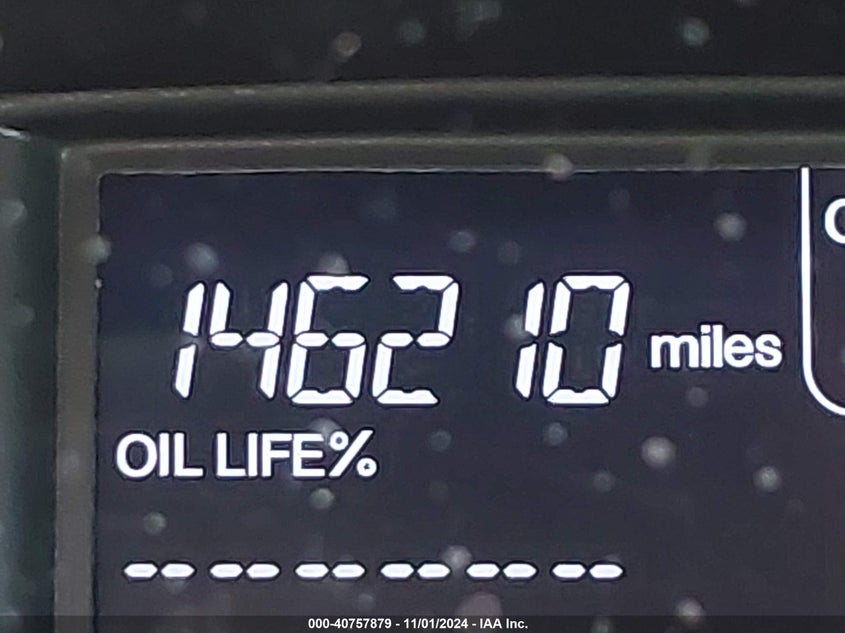 146210 miles
OIL LIFE%
-- -- -- -- -- --
000-40757879 - 11/01/2024 - IAA Inc.